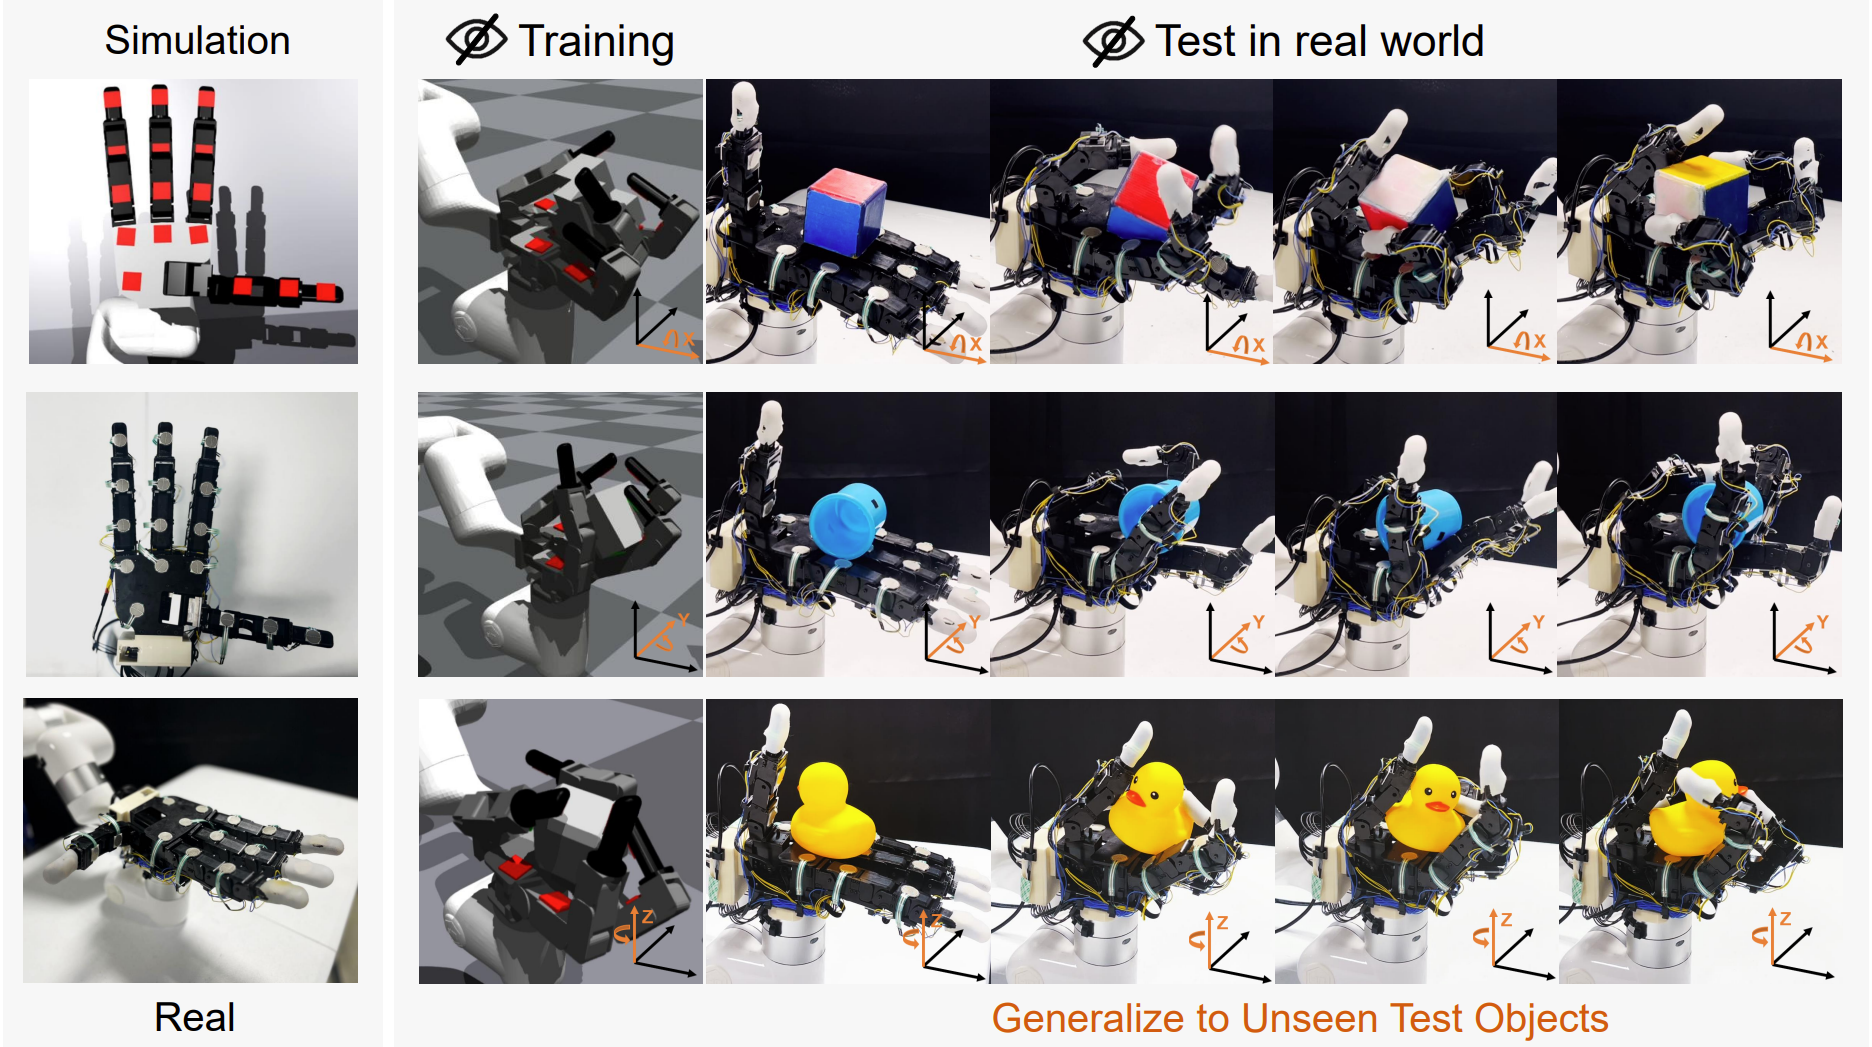 Simulation
Training
Test in real world
X
X
X
X
X
Y
Y
Y
Y
Y
Z
Z
Z
Z
Z
Real
Generalize to Unseen Test Objects